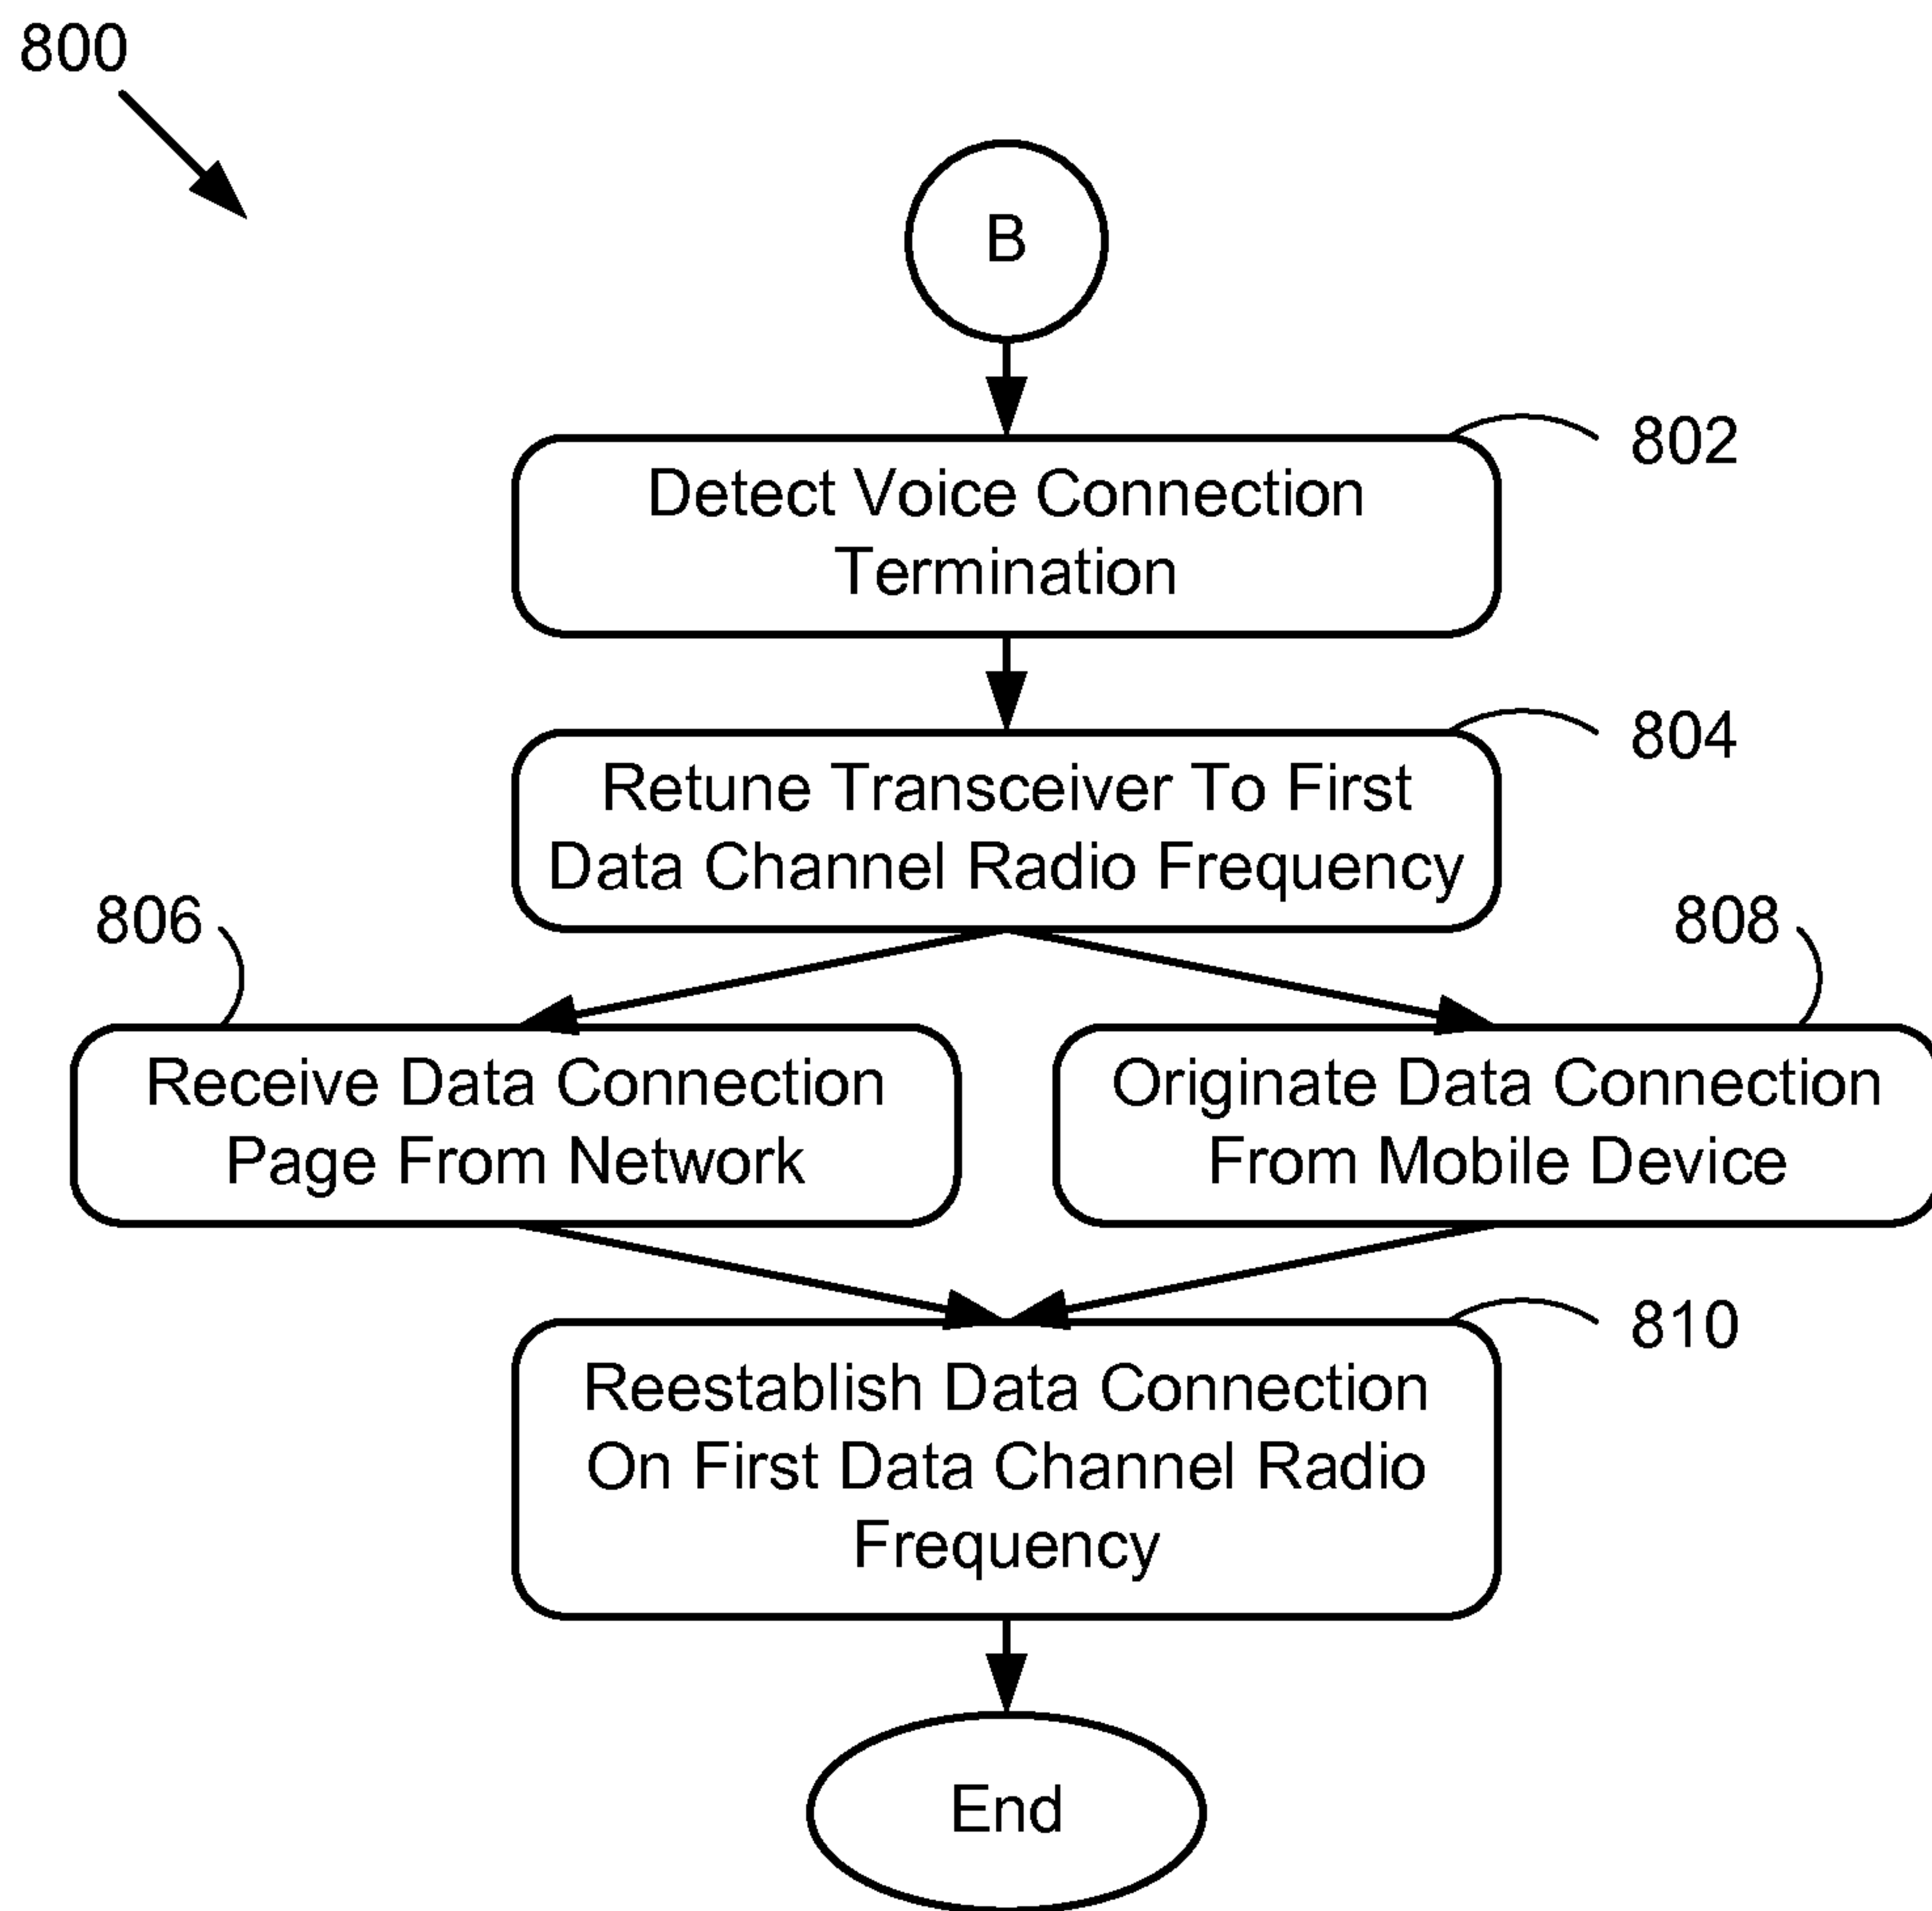 800
B
802
Detect Voice Connection
Termination
804
Retune Transceiver To First
Data Channel Radio Frequency
806
808
Receive Data Connection
Page From Network
Originate Data Connection
From Mobile Device
810
Reestablish Data Connection
On First Data Channel Radio
Frequency
End